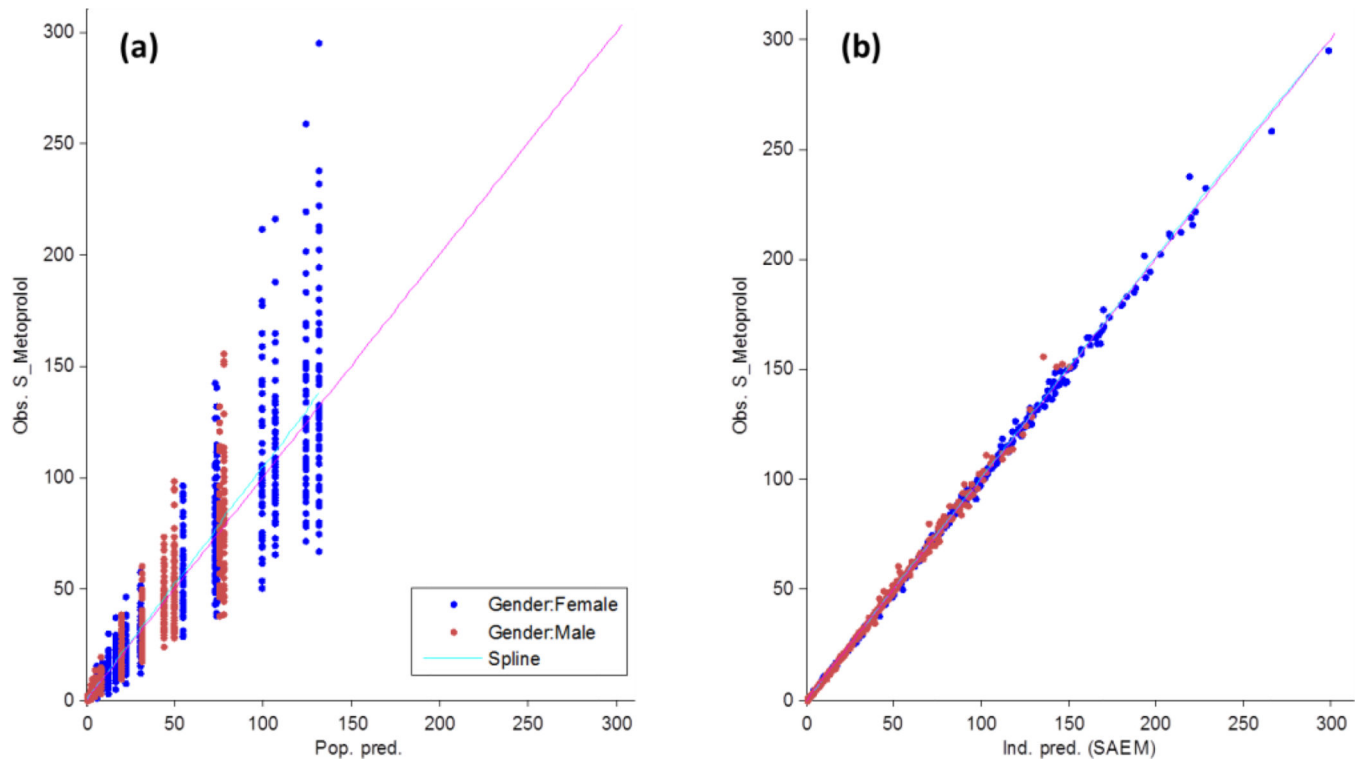 (a)
300
250
200
150
100
50
0
Obs. S_Metoprolol
0 50 100 150 200 250 300
Pop. pred.
Gender:Female
Gender:Male
Spline
(b)
300
250
200
150
100
50
0
Obs. S_Metoprolol
0 50 100 150 200 250 300
Ind. pred. (SAEM)